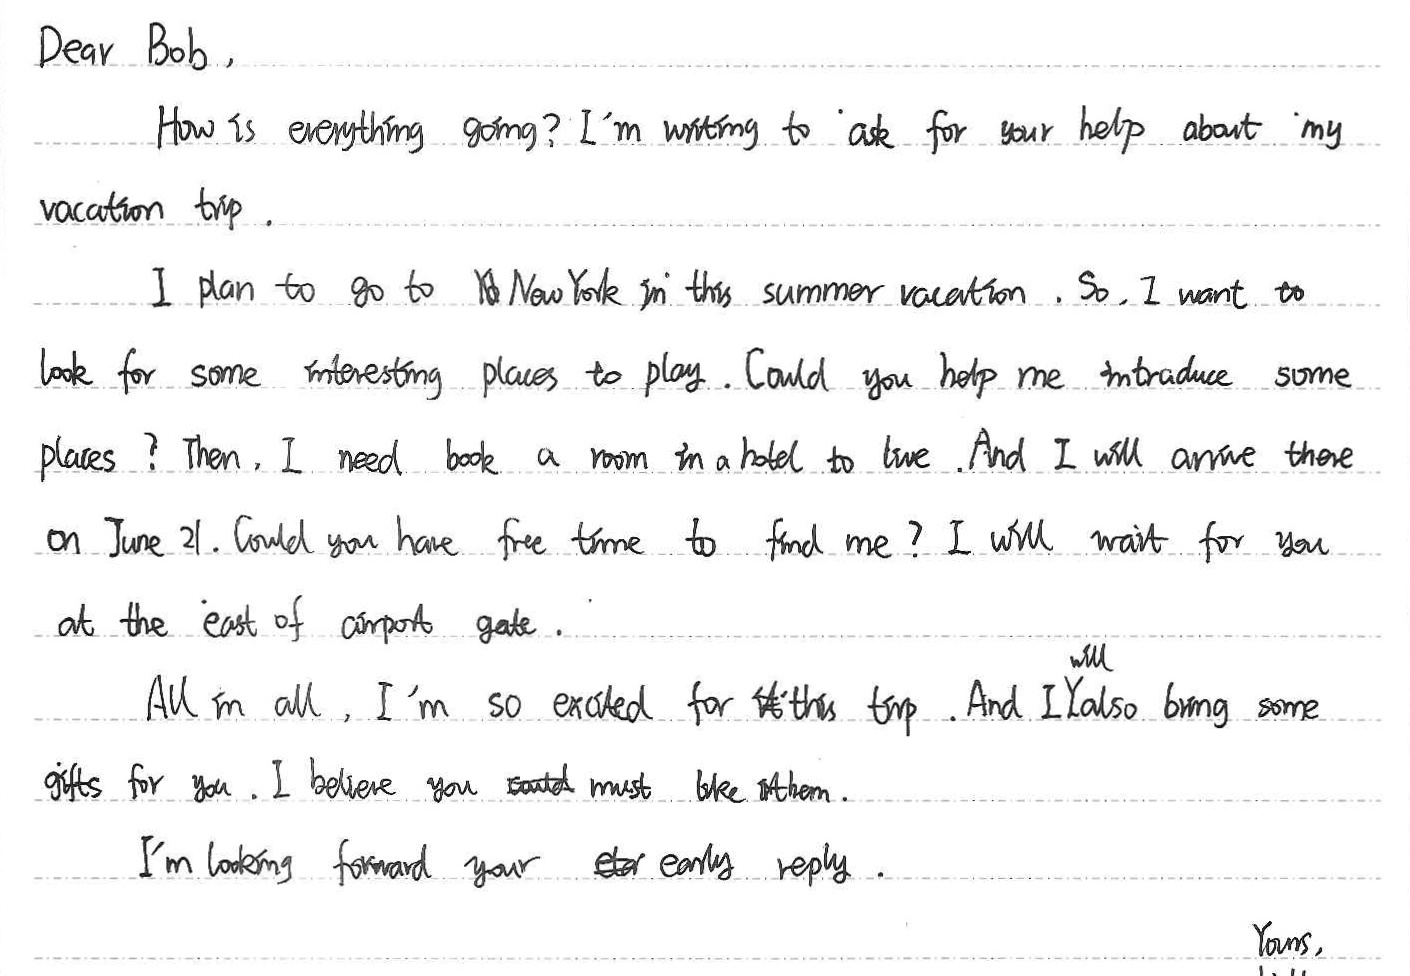 Dear Bob,
How is everything going? I'm writing to ask for your help about my
vacation trip.
I plan to go to New York in this summer vacation. So, I want to
look for some interesting places to play. Could you help me intraduce some
places? Then, I need book a room in a hotel to live. And I will arrive there
on June 21. Could you have free time to find me? I will wait for you
at the east of airport gate.
will
All in all, I'm so excited for this trip. And I also bring some
gifts for you. I believe you must like them.
I'm looking forward your early reply.
Yours,